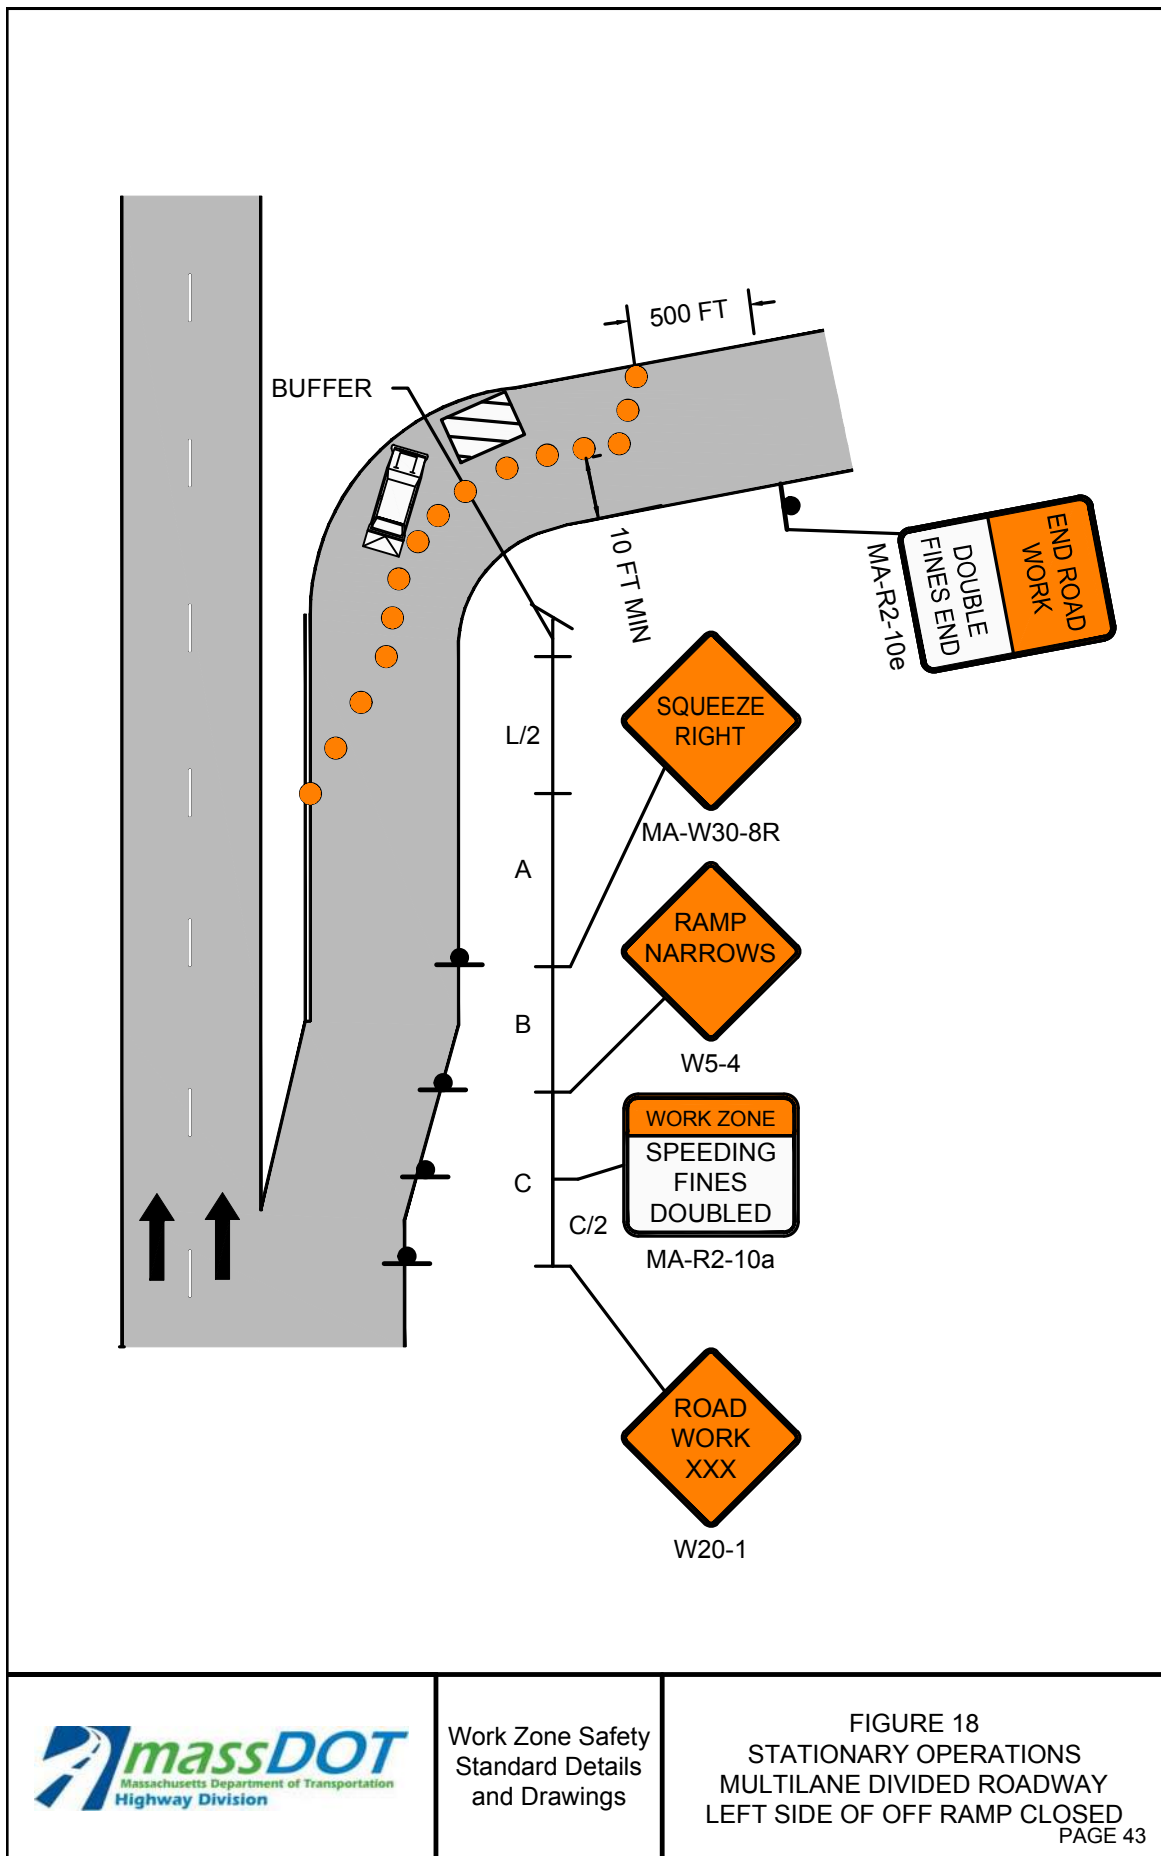 500 FT
BUFFER
10 FT MIN
END ROAD
WORK
DOUBLE
FINES END
MA-R2-10e
SQUEEZE
RIGHT
MA-W30-8R
L/2
A
RAMP
NARROWS
W5-4
B
WORK ZONE
SPEEDING
FINES
DOUBLED
MA-R2-10a
C
C/2
ROAD
WORK
XXX
W20-1
massDOT
Massachusetts Department of Transportation
Highway Division
Work Zone Safety
Standard Details
and Drawings
FIGURE 18
STATIONARY OPERATIONS
MULTILANE DIVIDED ROADWAY
LEFT SIDE OF OFF RAMP CLOSED
PAGE 43